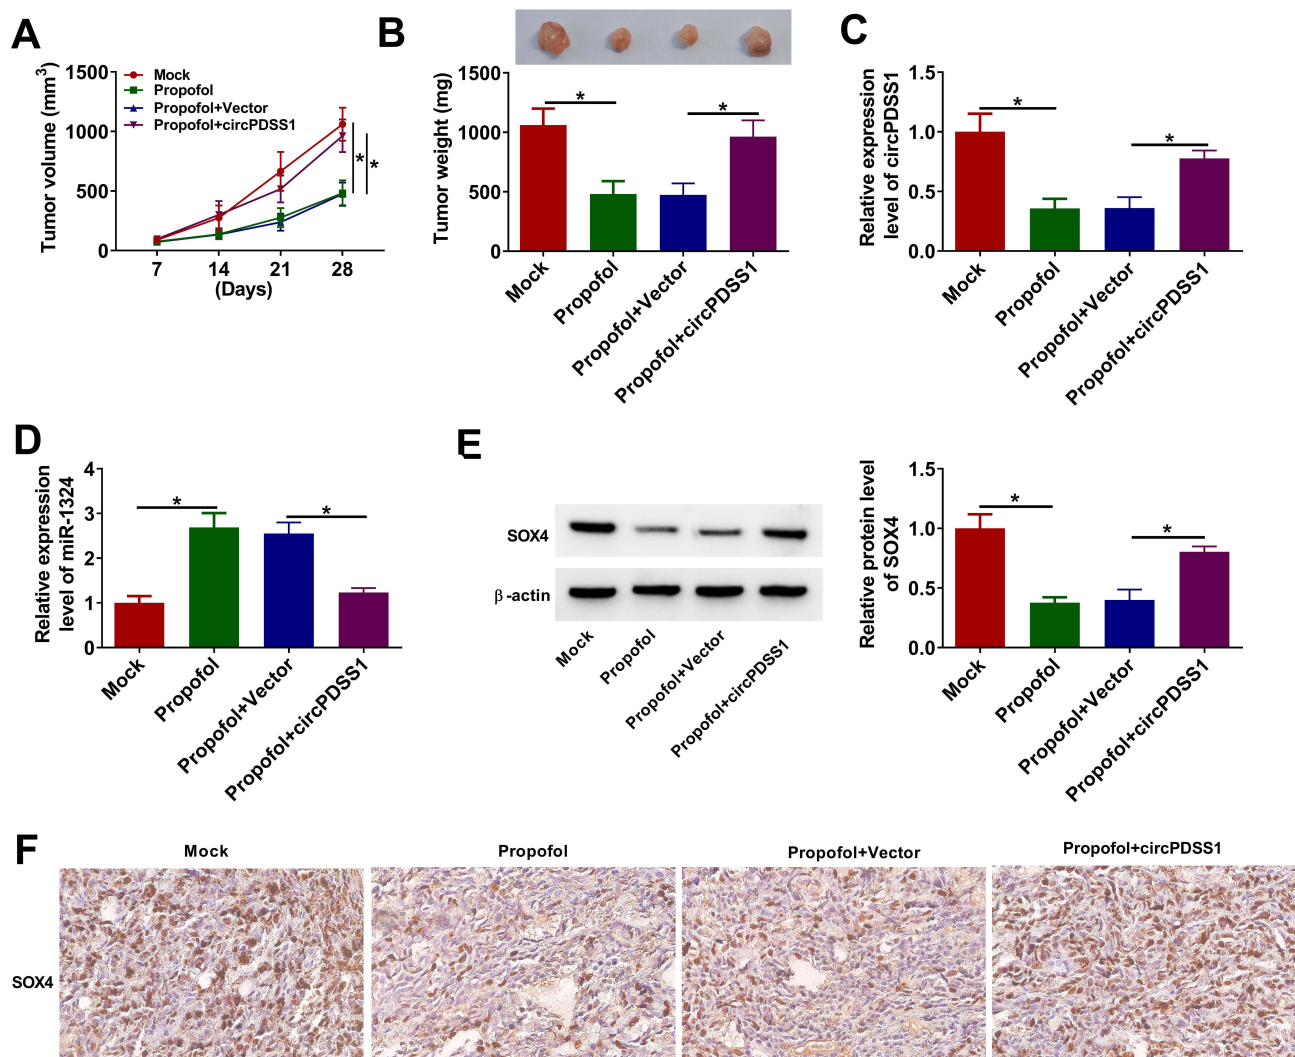 A
Tumor volume (mm3)
1500
1000
500
0
7 14 21 28
(Days)
Mock
Propofol
Propofol+Vector
Propofol+circPDSS1
*
*
B
Tumor weight (mg)
1500
1000
500
0
*
*
Mock
Propofol
Propofol+Vector
Propofol+circPDSS1
C
Relative expression
level of circPDSS1
1.5
1.0
0.5
0.0
*
*
Mock
Propofol
Propofol+Vector
Propofol+circPDSS1
D
Relative expression
level of miR-1324
4
3
2
1
0
*
*
Mock
Propofol
Propofol+Vector
Propofol+circPDSS1
E
SOX4
β-actin
Mock
Propofol
Propofol+Vector
Propofol+circPDSS1
Relative protein level
of SOX4
1.5
1.0
0.5
0.0
*
*
Mock
Propofol
Propofol+Vector
Propofol+circPDSS1
F
Mock
Propofol
Propofol+Vector
Propofol+circPDSS1
SOX4